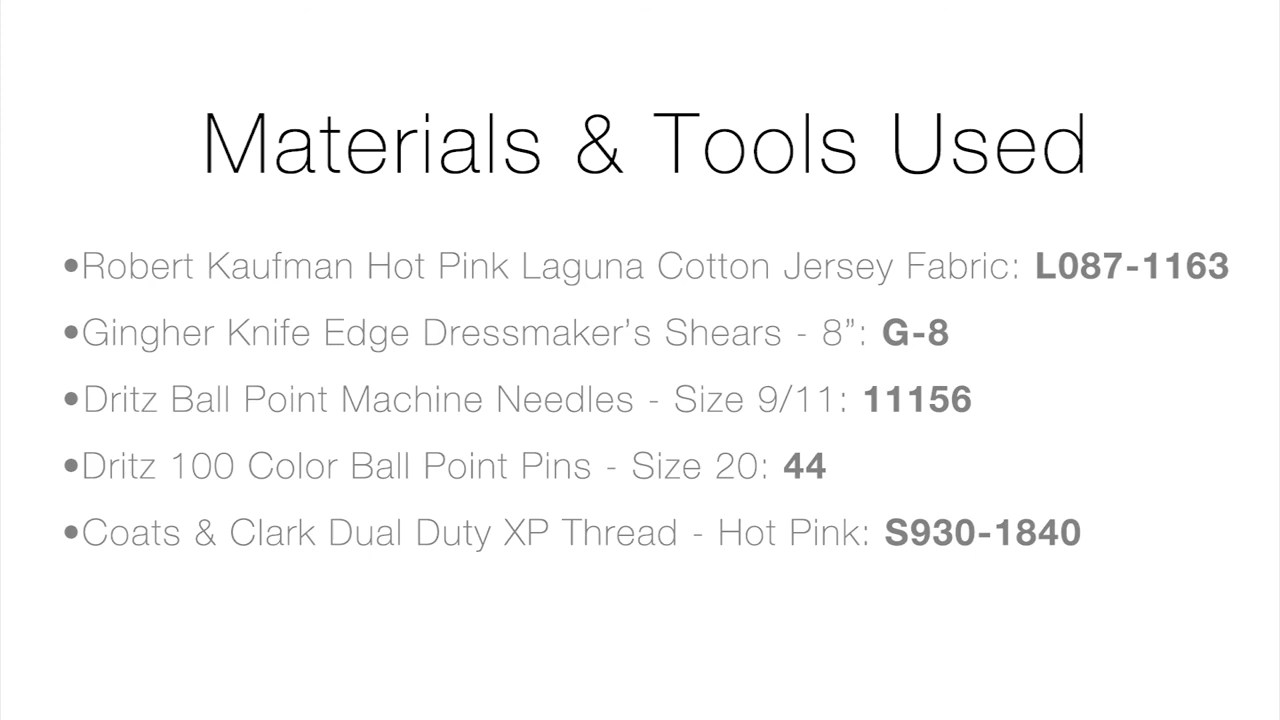 Materials & Tools Used
•Robert Kaufman Hot Pink Laguna Cotton Jersey Fabric: L087-1163
•Gingher Knife Edge Dressmaker’s Shears - 8”: G-8
•Dritz Ball Point Machine Needles - Size 9/11: 11156
•Dritz 100 Color Ball Point Pins - Size 20: 44
•Coats & Clark Dual Duty XP Thread - Hot Pink: S930-1840